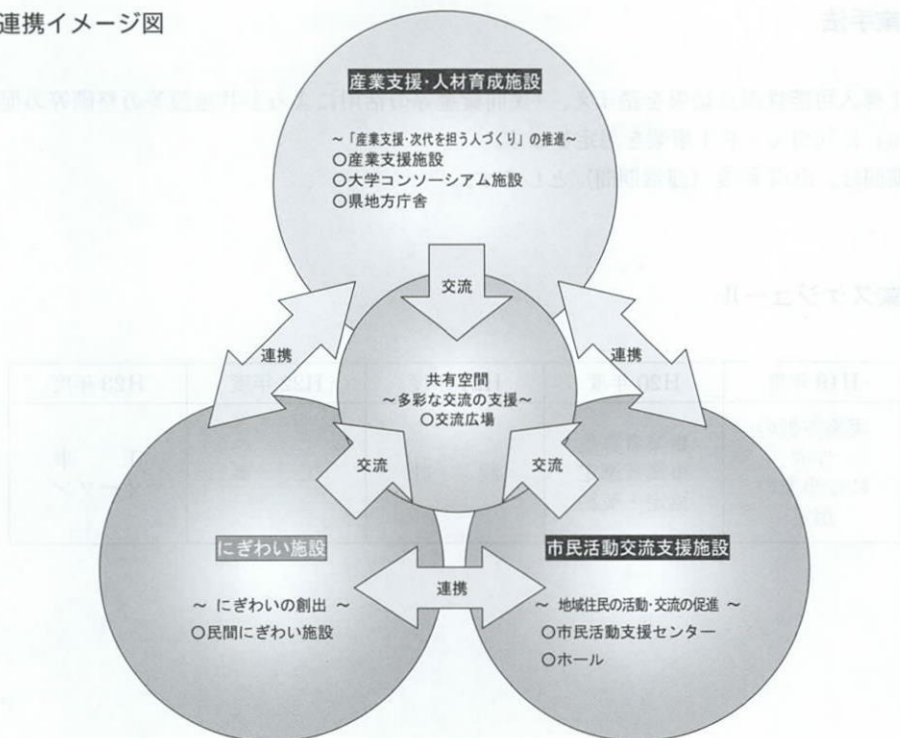 連携イメージ図
産業支援・人材育成施設
~「産業支援・次代を担う人づくり」の推進~
○産業支援施設
○大学コンソーシアム施設
○県地方庁舎
交流
連携
連携
共有空間
~多彩な交流の支援~
○交流広場
交流
交流
にぎわい施設
~ にぎわいの創出 ~
○民間にぎわい施設
連携
市民活動交流支援施設
~ 地域住民の活動・交流の促進 ~
○市民活動支援センター
○ホール